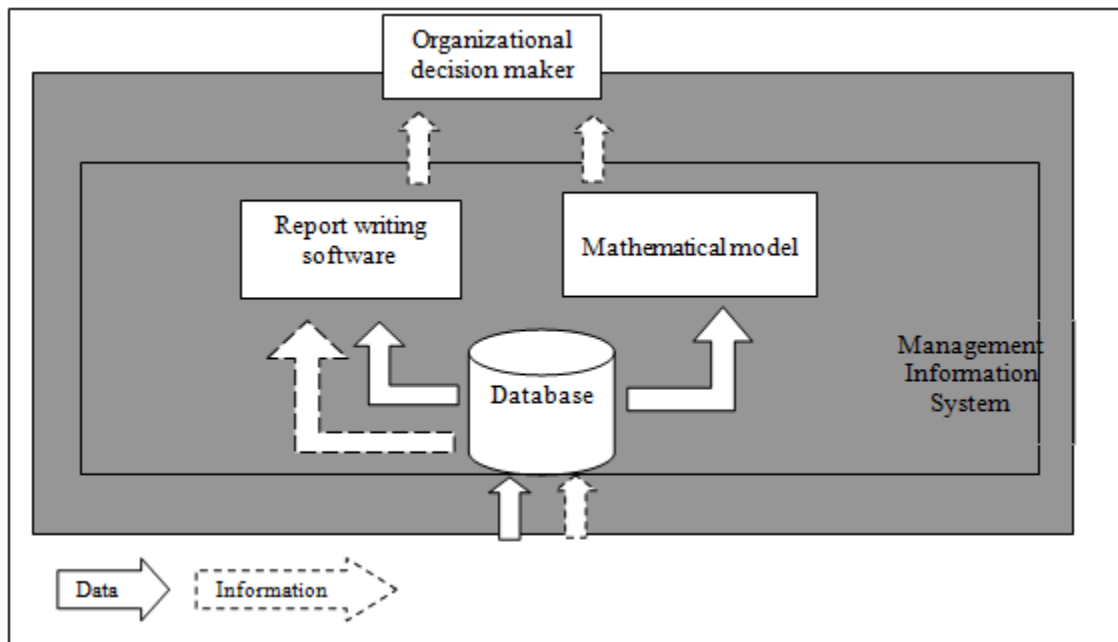 Organizational
decision maker
Report writing
software
Mathematical model
Database
Management
Information
System
Data
Information